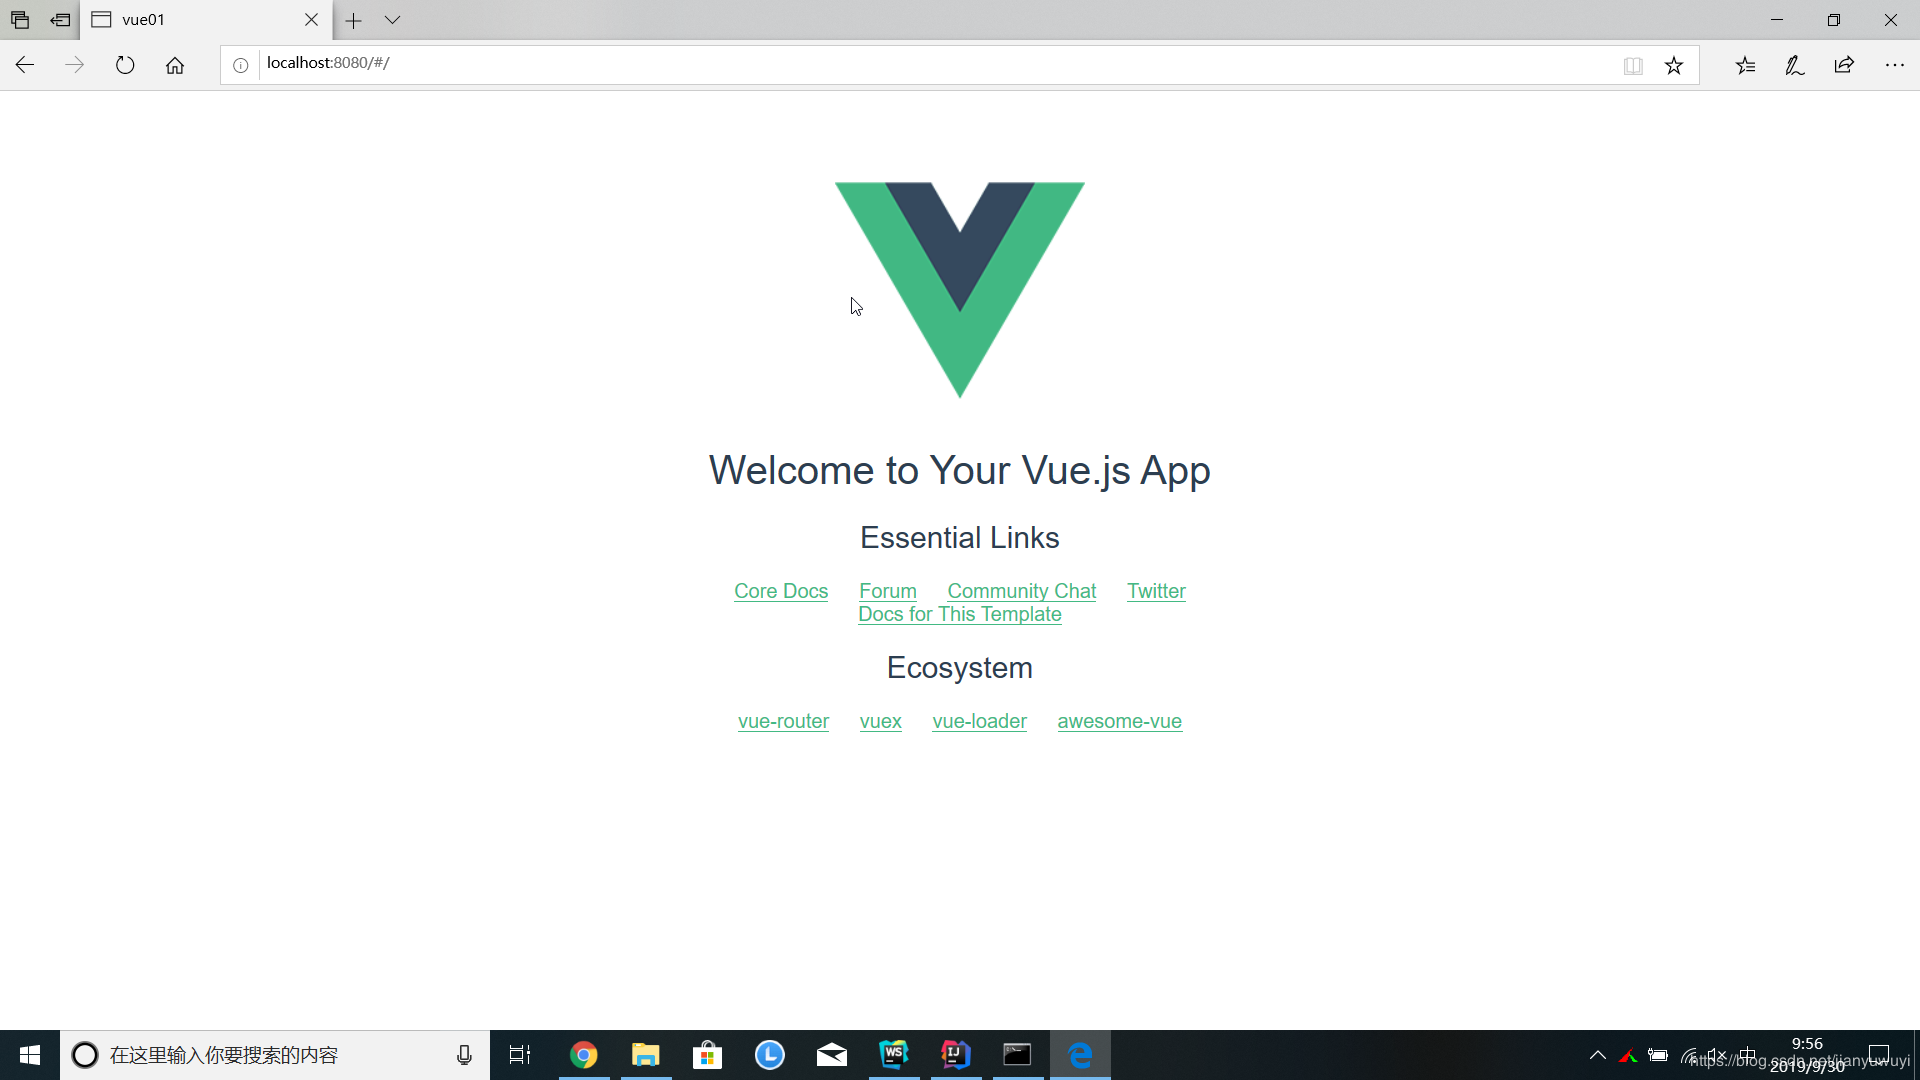 vue01
localhost:8080/#/
Welcome to Your Vue.js App
Essential Links
Core Docs Forum Community Chat Twitter
Docs for This Template
Ecosystem
vue-router vuex vue-loader awesome-vue
在这里输入你要搜索的内容
WS
IJ
中
9:56
2019/9/30
https://blog.csdn.net/jianyuwuyi